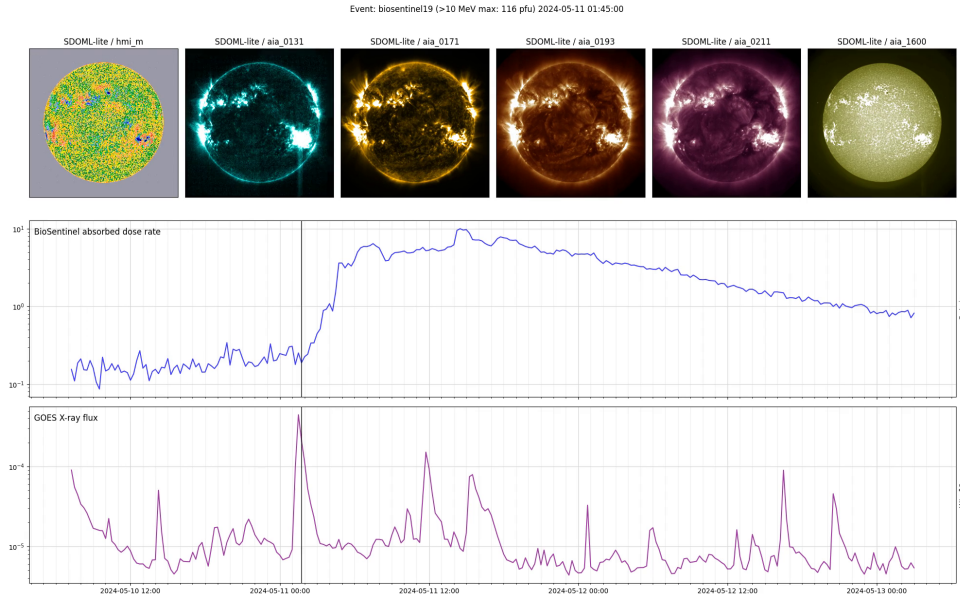 Event: biosentinel19 (>10 MeV max: 116 pfu) 2024-05-11 01:45:00
SDOML-lite / hmi_m SDOML-lite / aia_0131 SDOML-lite / aia_0171 SDOML-lite / aia_0193 SDOML-lite / aia_0211 SDOML-lite / aia_1600
BioSentinel absorbed dose rate
10¹
10⁰
10⁻¹
GOES X-ray flux
10⁻⁴
10⁻⁵
2024-05-10 12:00 2024-05-11 00:00 2024-05-11 12:00 2024-05-12 00:00 2024-05-12 12:00 2024-05-13 00:00